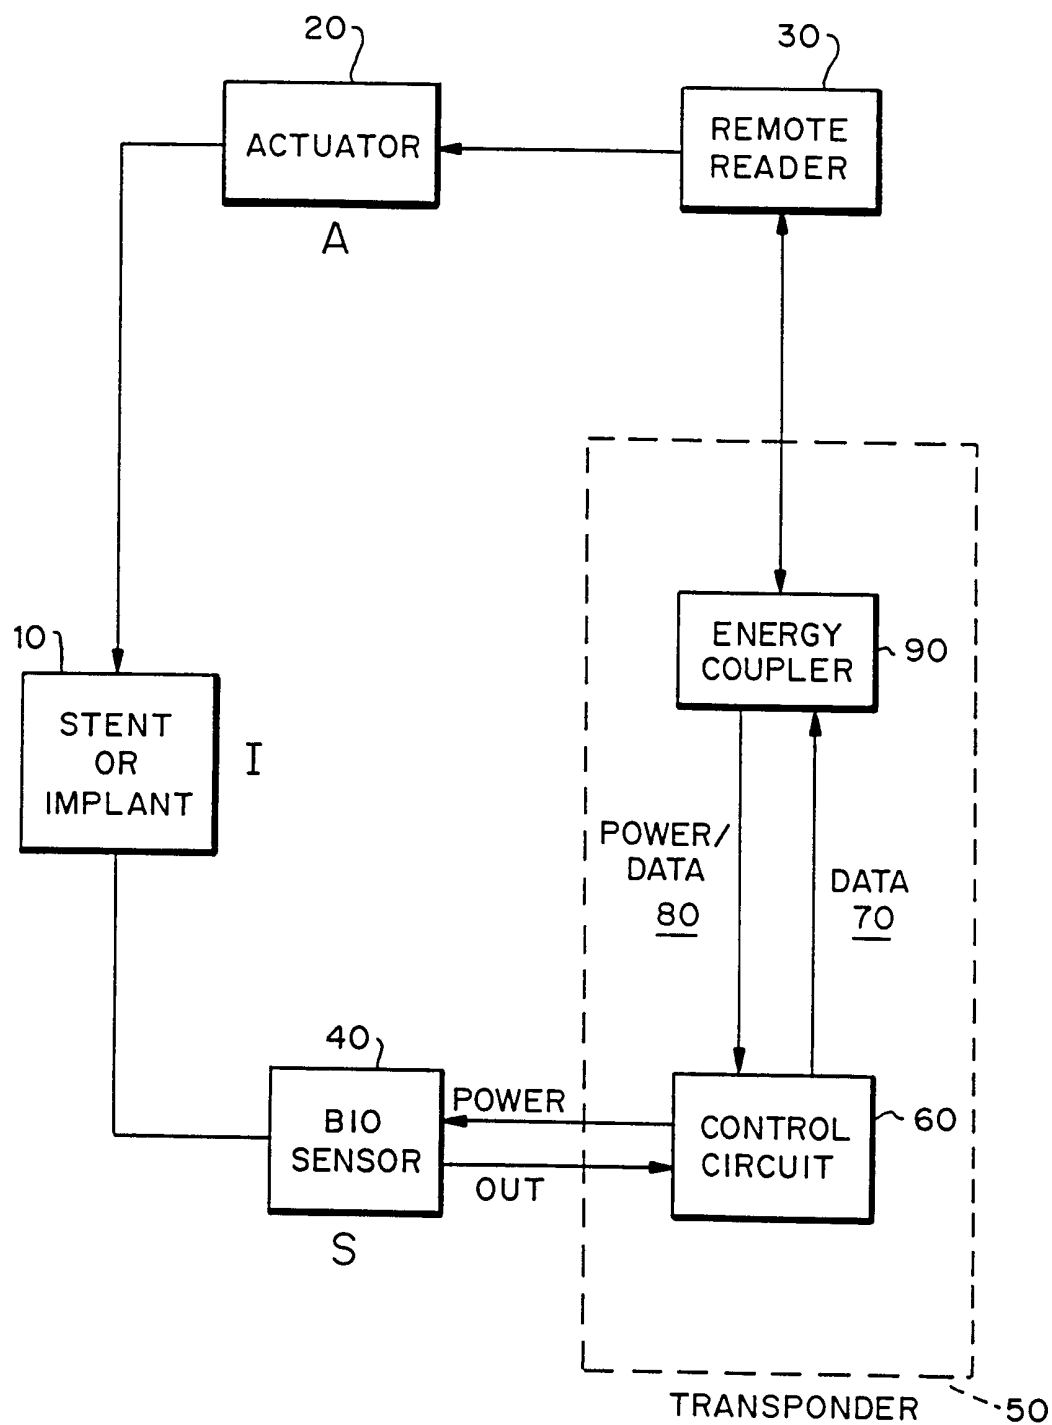 20
30
ACTUATOR
REMOTE
READER
A
10
STENT
OR
IMPLANT
I
ENERGY
COUPLER
90
POWER/
DATA
80
DATA
70
40
BIO
SENSOR
S
POWER
OUT
CONTROL
CIRCUIT
60
TRANSPONDER
50